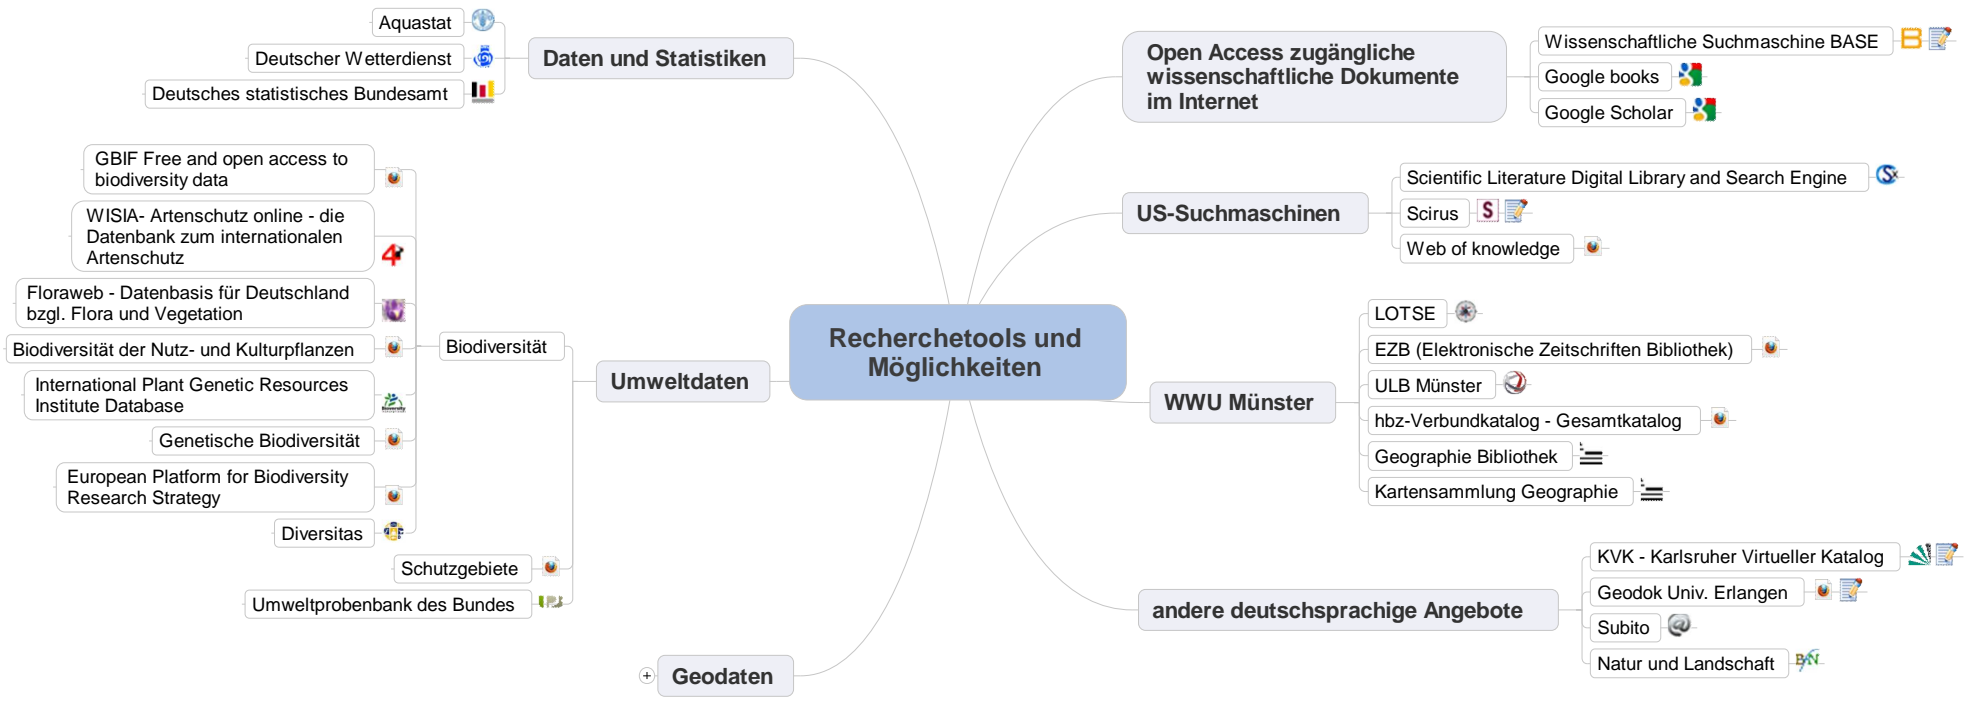 Recherchetools und
Möglichkeiten
Open Access zugängliche
wissenschaftliche Dokumente
im Internet
Wissenschaftliche Suchmaschine BASE
Google books
Google Scholar
US-Suchmaschinen
Scientific Literature Digital Library and Search Engine
Scirus
Web of knowledge
WWU Münster
LOTSE
EZB (Elektronische Zeitschriften Bibliothek)
ULB Münster
hbz-Verbundkatalog - Gesamtkatalog
Geographie Bibliothek
Kartensammlung Geographie
andere deutschsprachige Angebote
KVK - Karlsruher Virtueller Katalog
Geodok Univ. Erlangen
Subito
Natur und Landschaft
Daten und Statistiken
Aquastat
Deutscher Wetterdienst
Deutsches statistisches Bundesamt
Umweltdaten
Biodiversität
GBIF Free and open access to
biodiversity data
WISIA- Artenschutz online - die
Datenbank zum internationalen
Artenschutz
Floraweb - Datenbasis für Deutschland
bzgl. Flora und Vegetation
Biodiversität der Nutz- und Kulturpflanzen
International Plant Genetic Resources
Institute Database
Genetische Biodiversität
European Platform for Biodiversity
Research Strategy
Diversitas
Schutzgebiete
Umweltprobenbank des Bundes
Geodaten